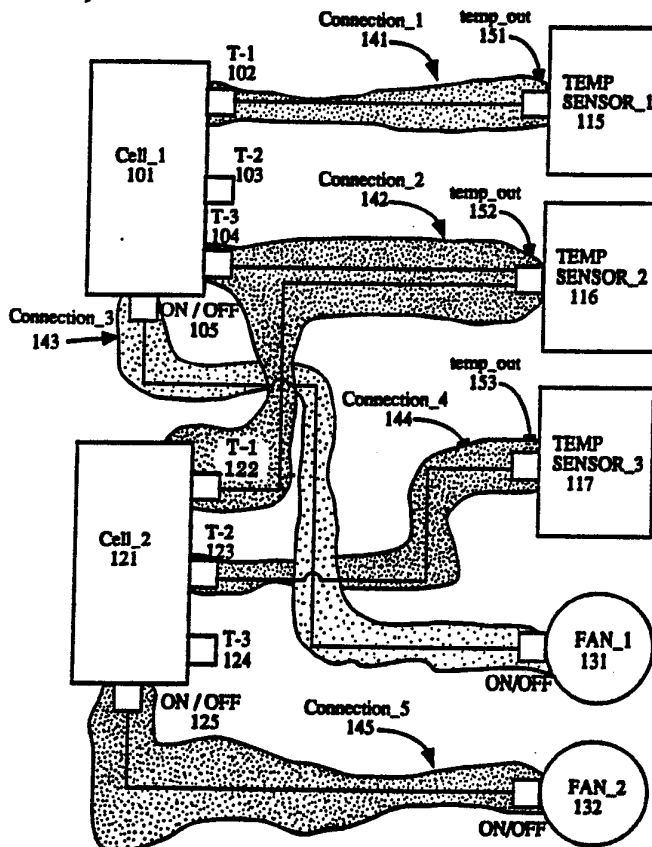 Connection_1
141
temp_out
151
T-1
102
TEMP
SENSOR_1
115
Cell_1
101
T-2
103
Connection_2
142
temp_out
152
T-3
104
TEMP
SENSOR_2
116
Connection_3
143
ON / OFF
105
temp_out
153
Connection_4
144
T-1
122
TEMP
SENSOR_3
117
Cell_2
121
T-2
123
T-3
124
FAN_1
131
ON/OFF
ON / OFF
125
Connection_5
145
FAN_2
132
ON/OFF